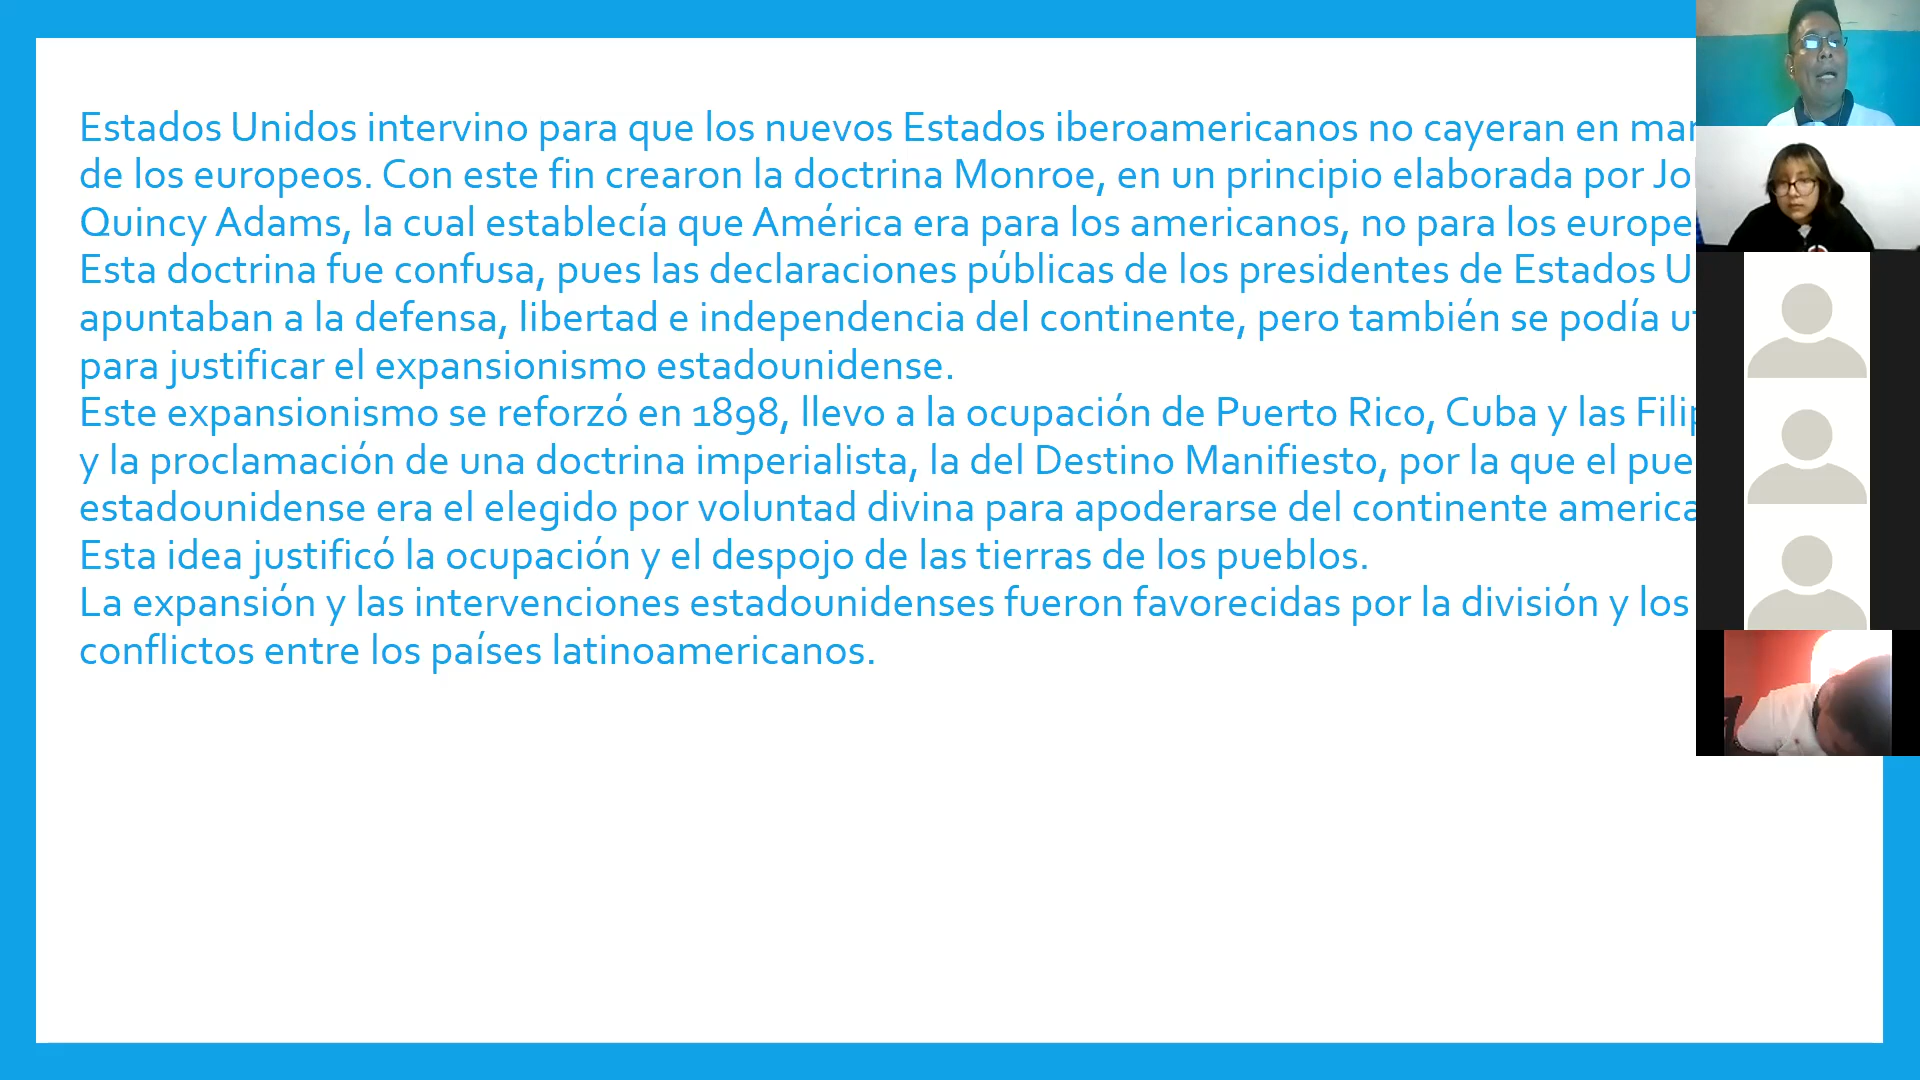 Estados Unidos intervino para que los nuevos Estados iberoamericanos no cayeran en
de los europeos. Con este fin crearon la doctrina Monroe, en un principio elaborada por
Quincy Adams, la cual establecía que América era para los americanos, no para los
Esta doctrina fue confusa, pues las declaraciones públicas de los presidentes de Estados
apuntaban a la defensa, libertad e independencia del continente, pero también se podía
para justificar el expansionismo estadounidense.
Este expansionismo se reforzó en 1898, llevo a la ocupación de Puerto Rico, Cuba y las
y la proclamación de una doctrina imperialista, la del Destino Manifiesto, por la que el
estadounidense era el elegido por voluntad divina para apoderarse del continente
Esta idea justificó la ocupación y el despojo de las tierras de los pueblos.
La expansión y las intervenciones estadounidenses fueron favorecidas por la división y los
conflictos entre los países latinoamericanos.